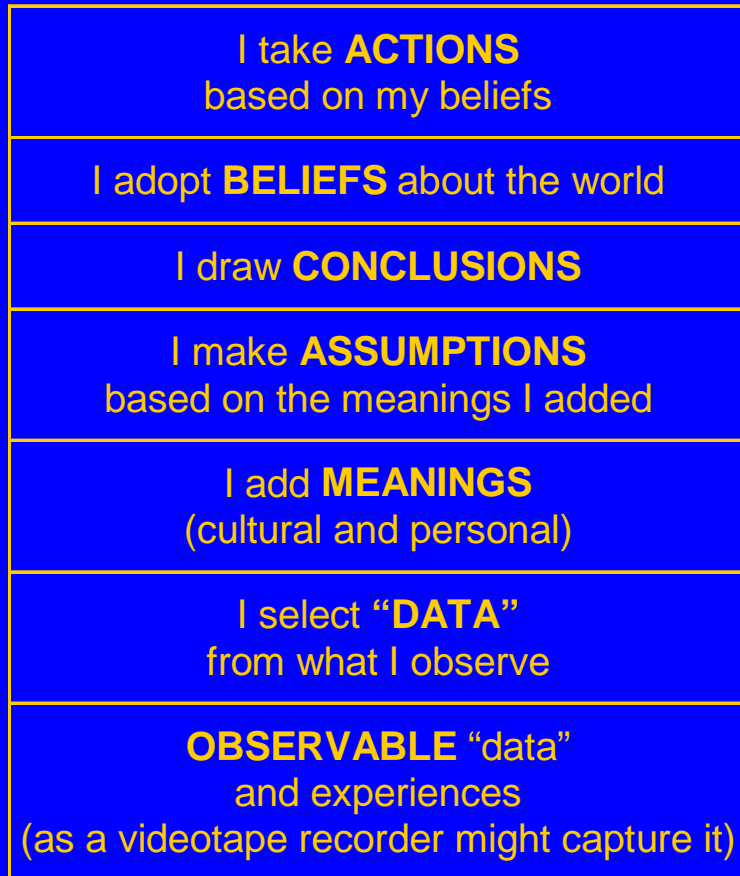 I take ACTIONS
based on my beliefs
I adopt BELIEFS about the world
I draw CONCLUSIONS
I make ASSUMPTIONS
based on the meanings I added
I add MEANINGS
(cultural and personal)
I select “DATA”
from what I observe
OBSERVABLE “data”
and experiences
(as a videotape recorder might capture it)